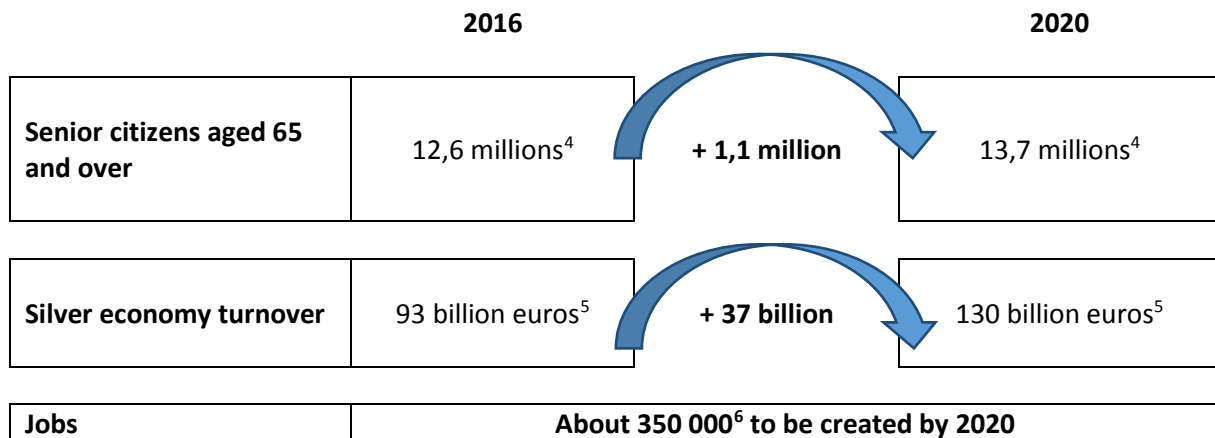 2016 2020
Senior citizens aged 65
and over
12,6 millions⁴ + 1,1 million 13,7 millions⁴
Silver economy turnover 93 billion euros⁵ + 37 billion 130 billion euros⁵
Jobs About 350 000⁶ to be created by 2020